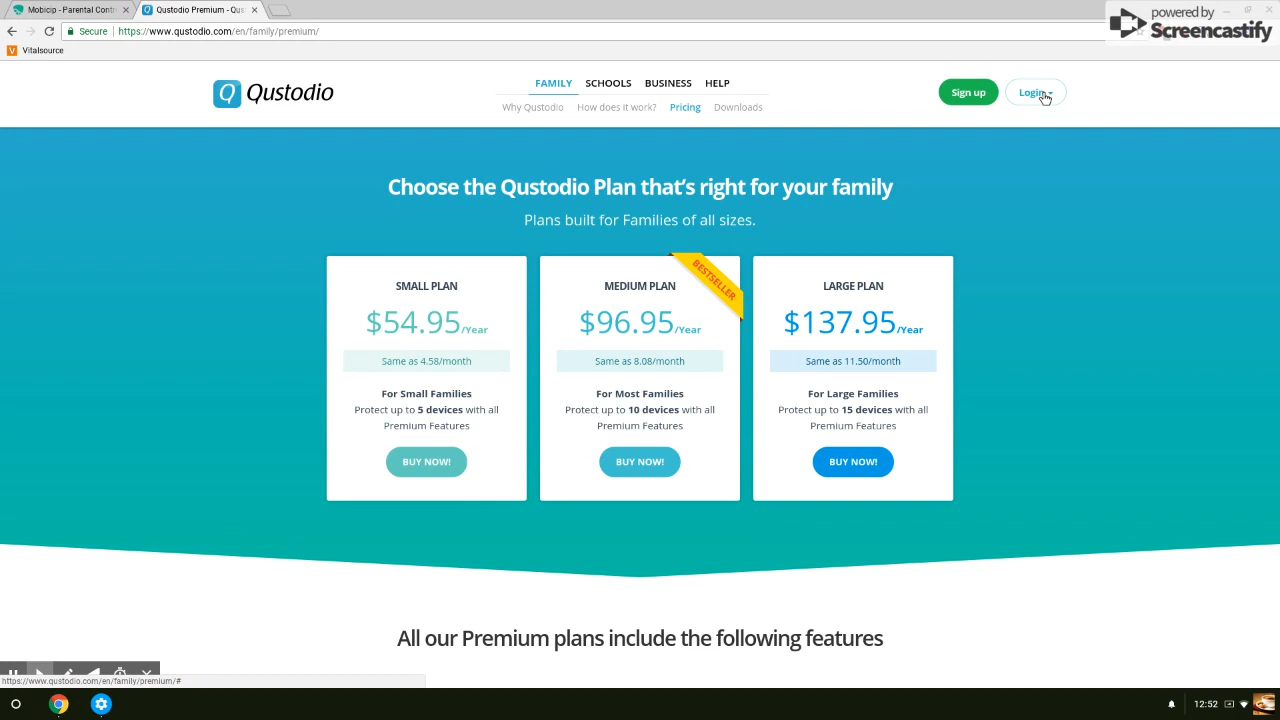 Mobicip - Parental Contr
Qustodio Premium - Qus
powered by
Screencastify
Secure
https://www.qustodio.com/en/family/premium/
Vitalsource
Qustodio
FAMILY SCHOOLS BUSINESS HELP
Why Qustodio How does it work? Pricing Downloads
Sign up
Login
Choose the Qustodio Plan that's right for your family
Plans built for Families of all sizes.
SMALL PLAN
$54.95/Year
Same as 4.58/month
For Small Families
Protect up to 5 devices with all
Premium Features
BUY NOW!
BESTSELLER
MEDIUM PLAN
$96.95/Year
Same as 8.08/month
For Most Families
Protect up to 10 devices with all
Premium Features
BUY NOW!
LARGE PLAN
$137.95/Year
Same as 11.50/month
For Large Families
Protect up to 15 devices with all
Premium Features
BUY NOW!
All our Premium plans include the following features
https://www.qustodio.com/en/family/premium/#
12:52